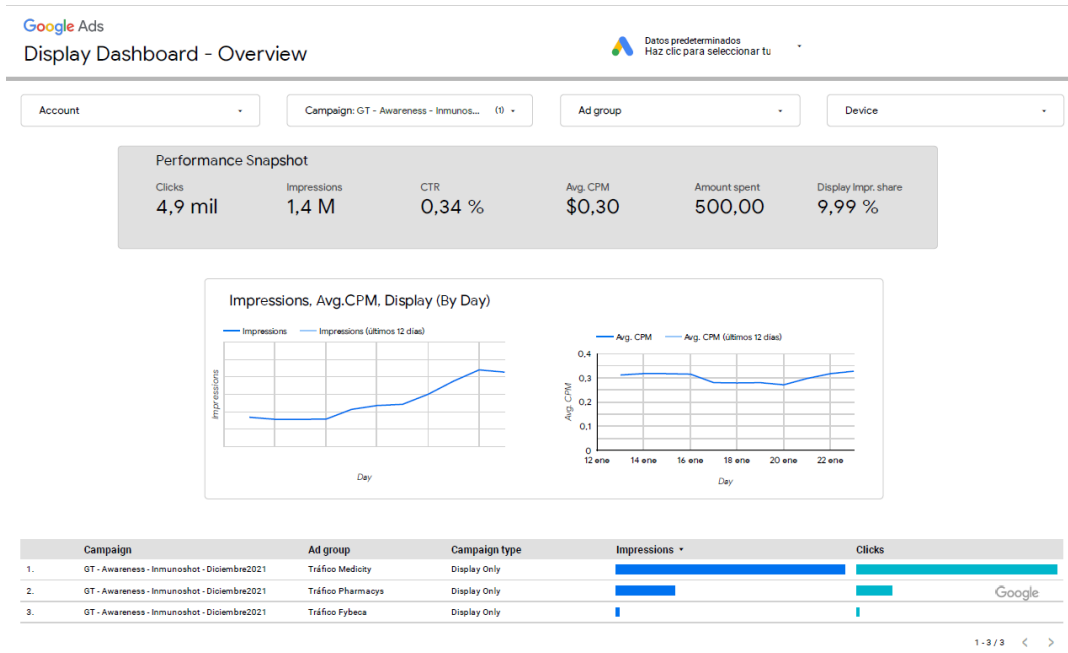 Google Ads
Display Dashboard - Overview
Datos predeterminados
Haz clic para seleccionar tu
Account
Campaign: GT - Awareness - Inmunos... (1)
Ad group
Device
Performance Snapshot
Clicks Impressions CTR Avg. CPM Amount spent Display Impr. share
4,9 mil 1,4 M 0,34 % $0,30 500,00 9,99 %
Impressions, Avg.CPM, Display (By Day)
Impressions Impressions (últimos 12 días)
Impressions
Day
Avg. CPM Avg. CPM (últimos 12 días)
0,4
0,3
0,2
0,1
0
Avg. CPM
12 ene 14 ene 16 ene 18 ene 20 ene 22 ene
Day
Campaign Ad group Campaign type Impressions Clicks
1. GT - Awareness - Inmunoshot - Diciembre2021 Tráfico Medicity Display Only
2. GT - Awareness - Inmunoshot - Diciembre2021 Tráfico Pharmacys Display Only
Google
3. GT - Awareness - Inmunoshot - Diciembre2021 Tráfico Fybeca Display Only
1 - 3 / 3